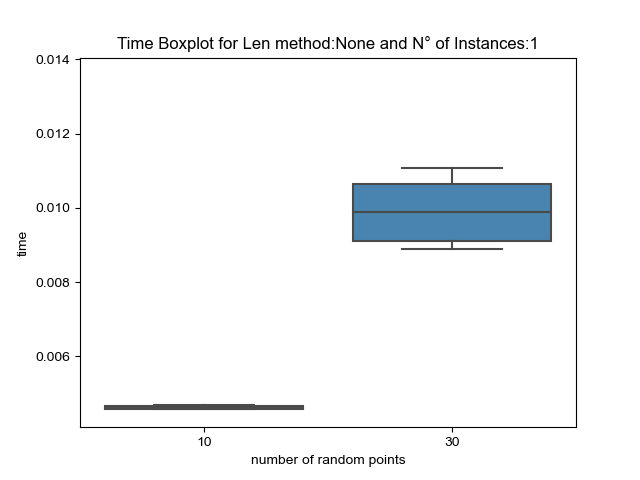 Time Boxplot for Len method:None and N° of Instances:1
0.014
0.012
0.010
0.008
0.006
time
10
30
number of random points